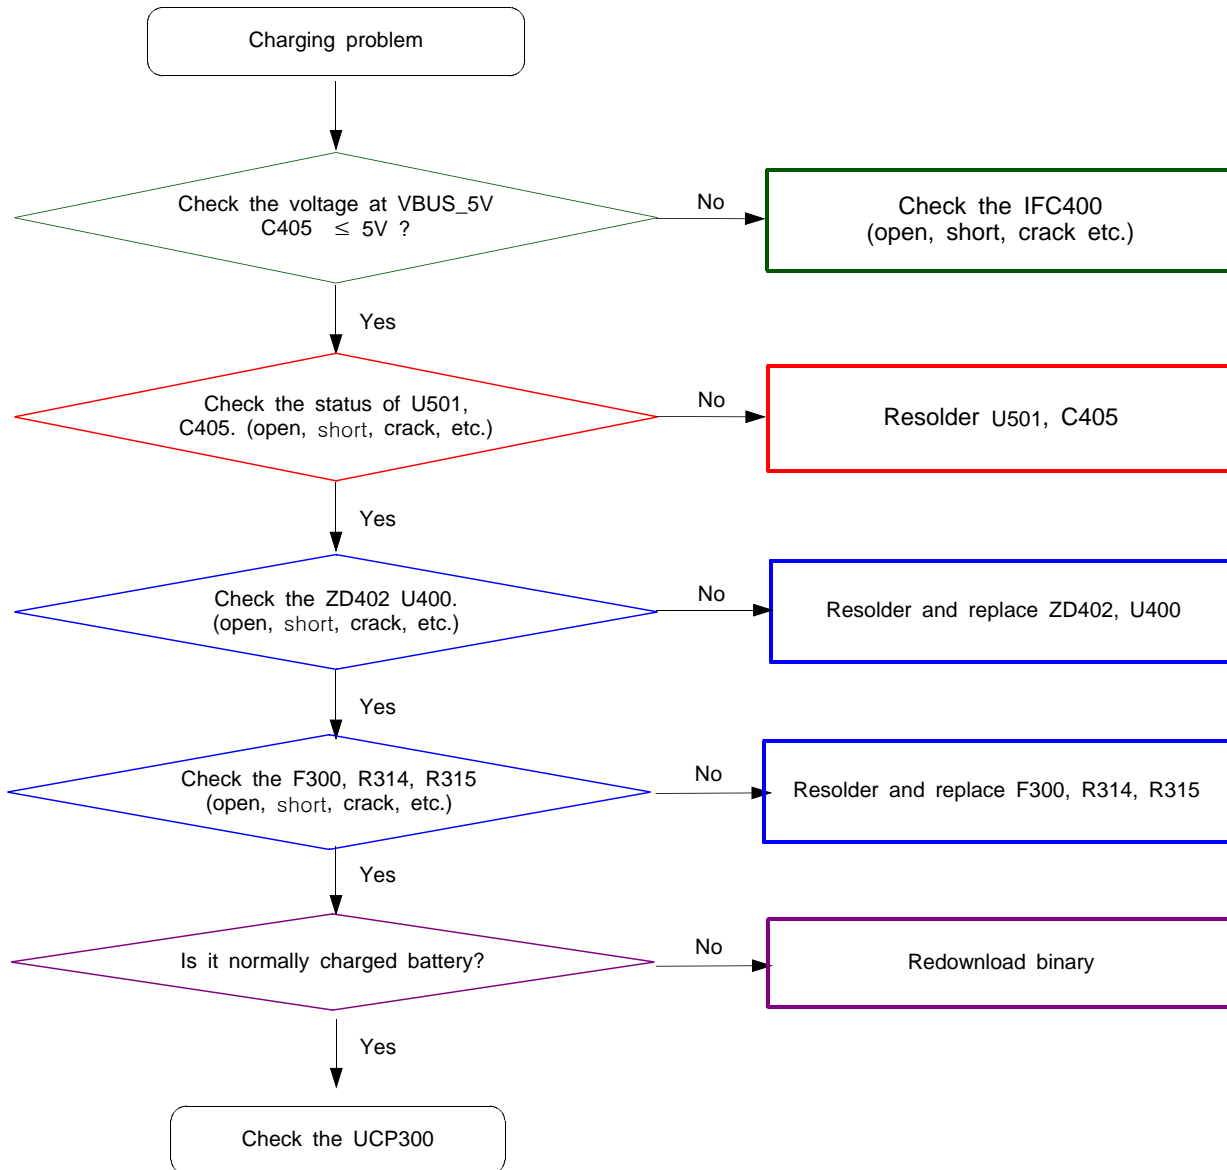 Charging problem
Check the voltage at VBUS_5V
C405 ≤ 5V ?
No
Check the IFC400
(open, short, crack etc.)
Yes
Check the status of U501,
C405. (open, short, crack, etc.)
No
Resolder U501, C405
Yes
Check the ZD402 U400.
(open, short, crack, etc.)
No
Resolder and replace ZD402, U400
Yes
Check the F300, R314, R315
(open, short, crack, etc.)
No
Resolder and replace F300, R314, R315
Yes
Is it normally charged battery?
No
Redownload binary
Yes
Check the UCP300